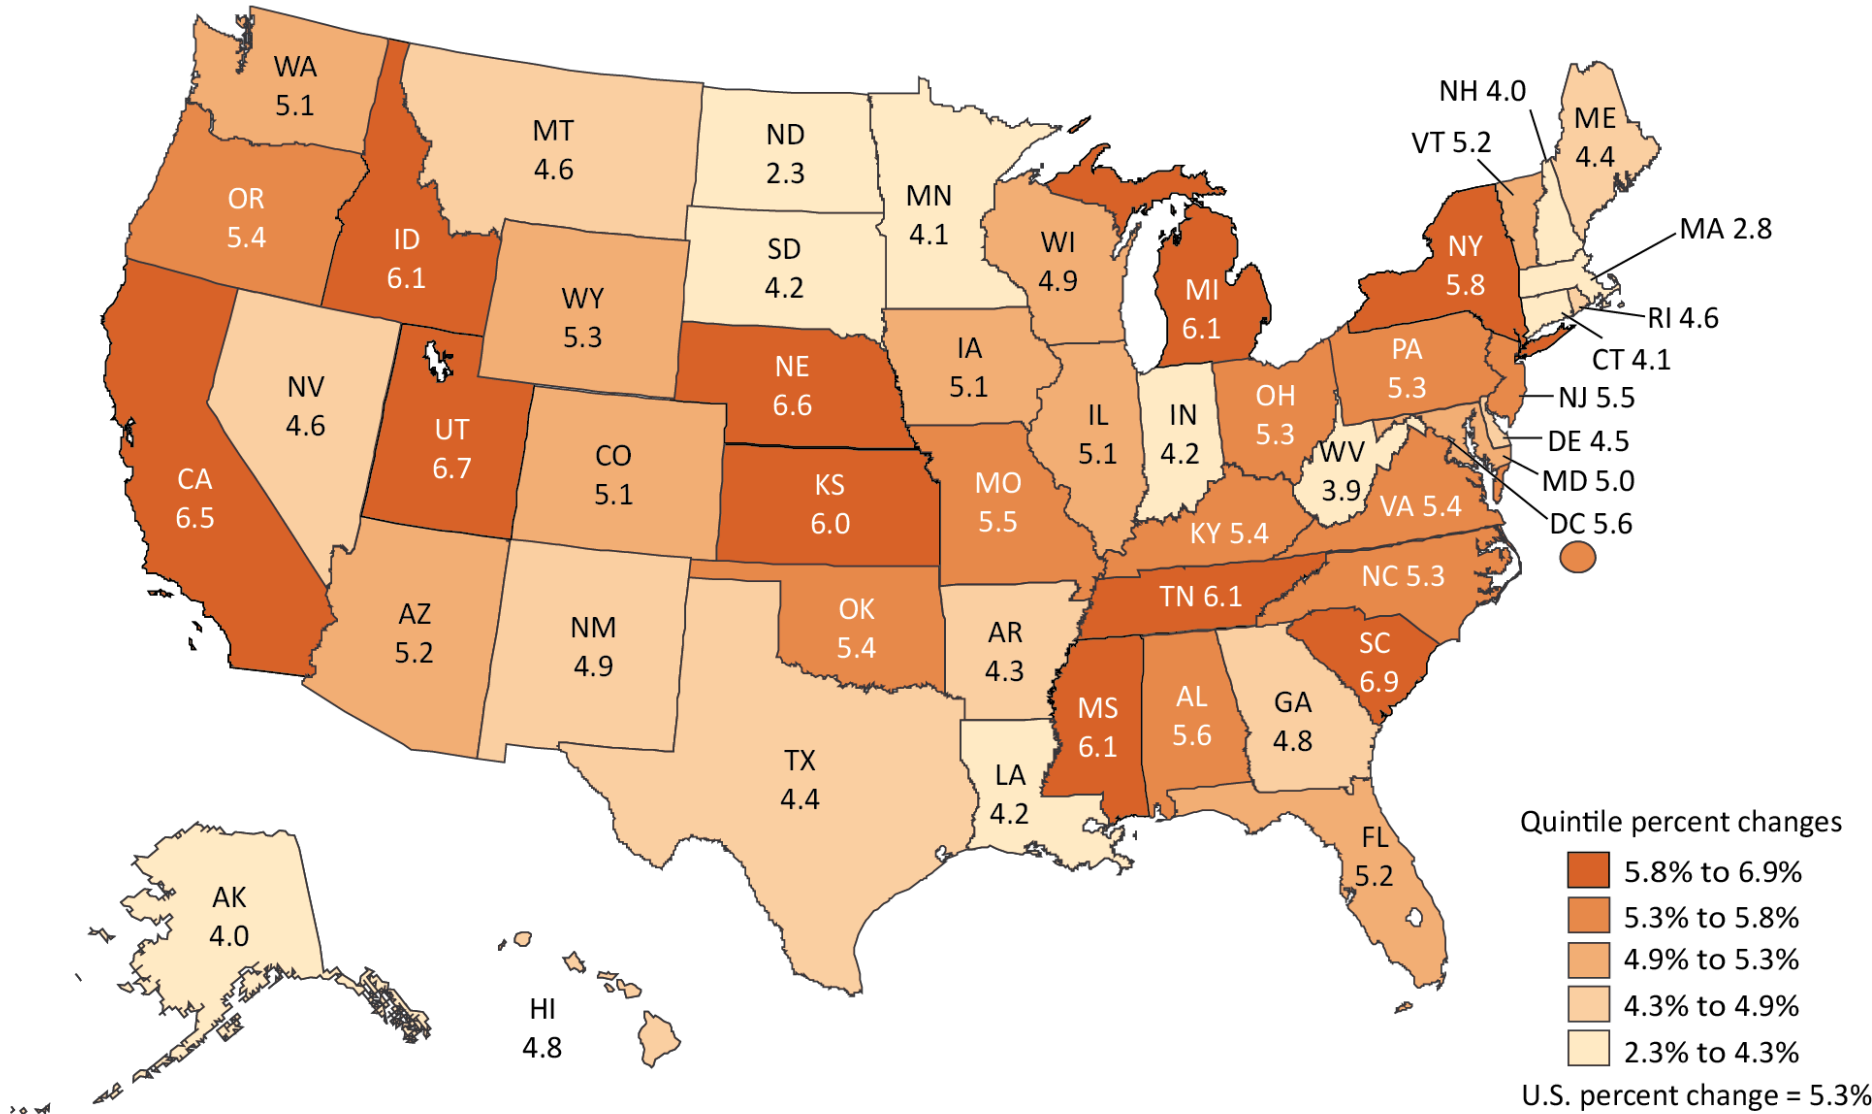 WA
5.1
MT
4.6
ND
2.3
MN
4.1
OR
5.4
ID
6.1
SD
4.2
WI
4.9
WY
5.3
MI
6.1
NH 4.0
VT 5.2
ME
4.4
NY
5.8
MA 2.8
RI 4.6
CT 4.1
NV
4.6
UT
6.7
NE
6.6
IA
5.1
PA
5.3
NJ 5.5
CA
6.5
CO
5.1
KS
6.0
MO
5.5
IL
5.1
IN
4.2
OH
5.3
WV
3.9
DE 4.5
MD 5.0
DC 5.6
VA 5.4
KY 5.4
AZ
5.2
NM
4.9
OK
5.4
AR
4.3
TN 6.1
NC 5.3
SC
6.9
TX
4.4
LA
4.2
MS
6.1
AL
5.6
GA
4.8
FL
5.2
AK
4.0
HI
4.8
Quintile percent changes
5.8% to 6.9%
5.3% to 5.8%
4.9% to 5.3%
4.3% to 4.9%
2.3% to 4.3%
U.S. percent change = 5.3%